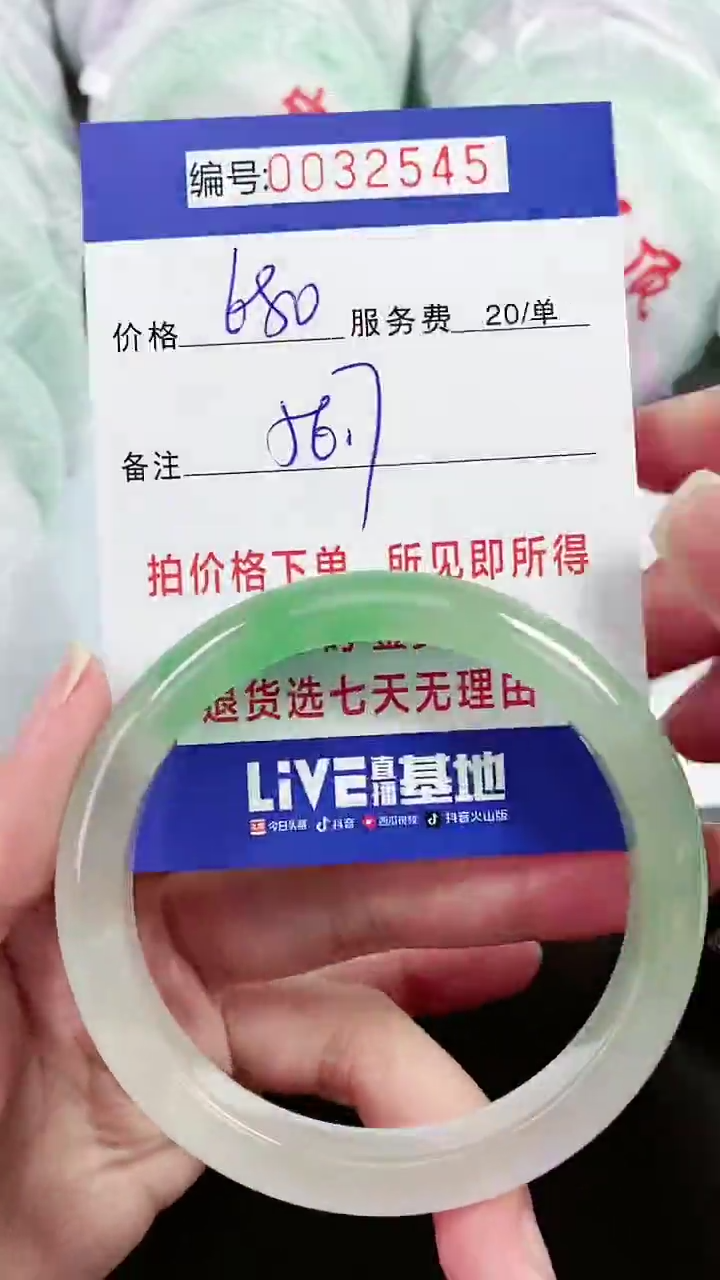 编号:0032545
价格 680 服务费 20/单
备注 56.7
拍价格下单 所见即所得
退货选七天无理由
LiVE直播基地
今日头条 抖音 西瓜视频 抖音火山版